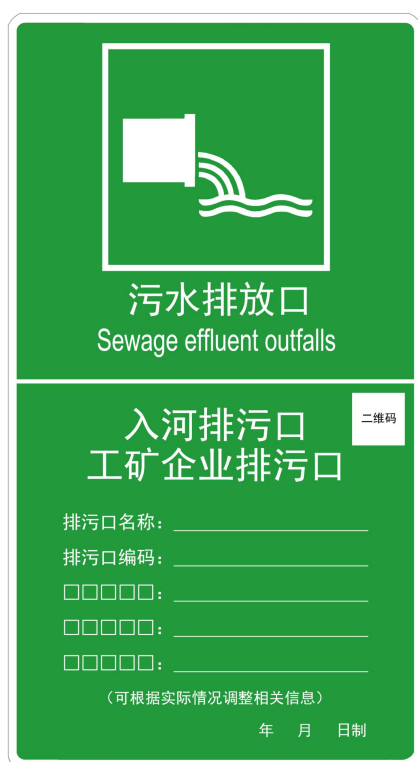 污水排放口
Sewage effluent outfalls
入河排污口
二维码
工矿企业排污口
排污口名称：
排污口编码：
□□□□□：
□□□□□：
□□□□□：
（可根据实际情况调整相关信息）
年 月 日制